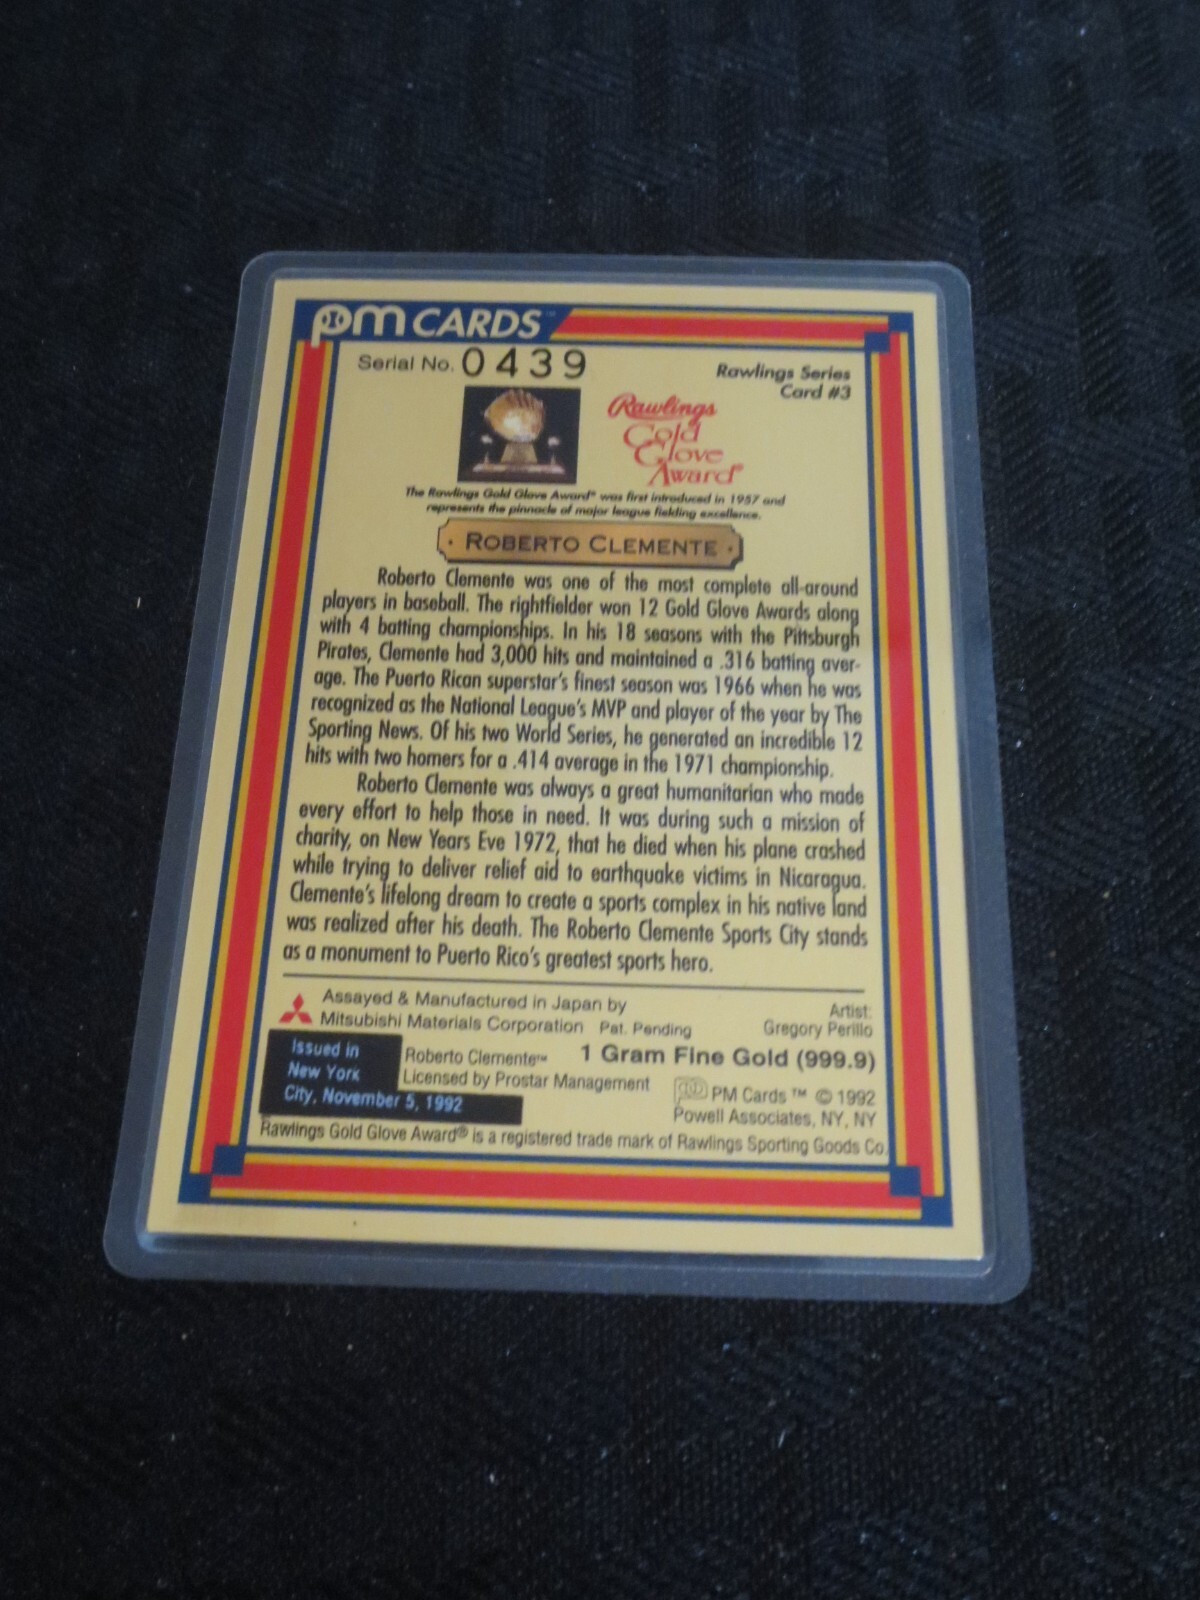 pm CARDS™
Serial No. 0439
Rawlings Series
Card #3
Rawlings
Gold
Glove
Award®
The Rawlings Gold Glove Award® was first introduced in 1957 and
represents the pinnacle of major league fielding excellence.
· ROBERTO CLEMENTE ·
Roberto Clemente was one of the most complete all-around
players in baseball. The rightfielder won 12 Gold Glove Awards along
with 4 batting championships. In his 18 seasons with the Pittsburgh
Pirates, Clemente had 3,000 hits and maintained a .316 batting aver-
age. The Puerto Rican superstar's finest season was 1966 when he was
recognized as the National League's MVP and player of the year by The
Sporting News. Of his two World Series, he generated an incredible 12
hits with two homers for a .414 average in the 1971 championship.
Roberto Clemente was always a great humanitarian who made
every effort to help those in need. It was during such a mission of
charity, on New Years Eve 1972, that he died when his plane crashed
while trying to deliver relief aid to earthquake victims in Nicaragua.
Clemente's lifelong dream to create a sports complex in his native land
was realized after his death. The Roberto Clemente Sports City stands
as a monument to Puerto Rico's greatest sports hero.
Assayed & Manufactured in Japan by
Mitsubishi Materials Corporation Pat. Pending
Artist:
Gregory Perillo
Issued in
New York
City, November 5, 1992
Roberto Clemente™
Licensed by Prostar Management
1 Gram Fine Gold (999.9)
PM Cards ™ © 1992
Powell Associates, NY, NY
Rawlings Gold Glove Award® is a registered trade mark of Rawlings Sporting Goods Co.